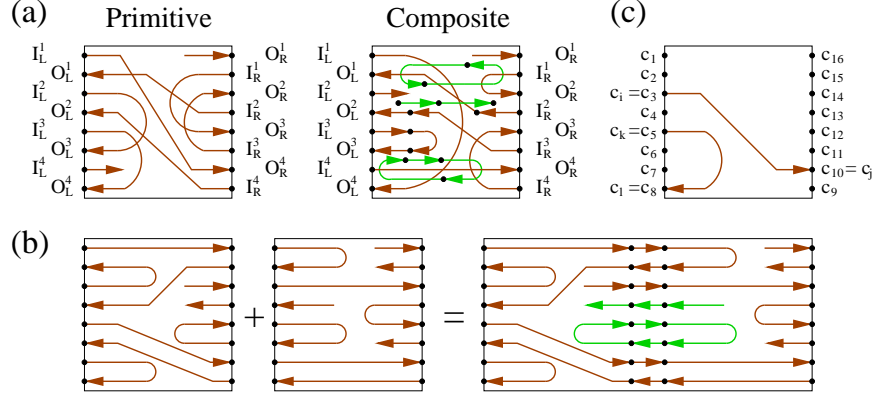 (a) Primitive Composite (c)
I_L^1 O_R^1 I_L^1 O_R^1 c_1 c_16
O_L^1 I_R^1 O_L^1 I_R^1 c_2 c_15
I_L^2 O_R^2 I_L^2 O_R^2 c_i = c_3 c_14
O_L^2 I_R^2 O_L^2 I_R^2 c_4 c_13
I_L^3 O_R^3 I_L^3 O_R^3 c_k = c_5 c_12
O_L^3 I_R^3 O_L^3 I_R^3 c_6 c_11
I_L^4 O_R^4 I_L^4 O_R^4 c_7 c_10 = c_j
O_L^4 I_R^4 O_L^4 I_R^4 c_l = c_8 c_9
(b)
+ =